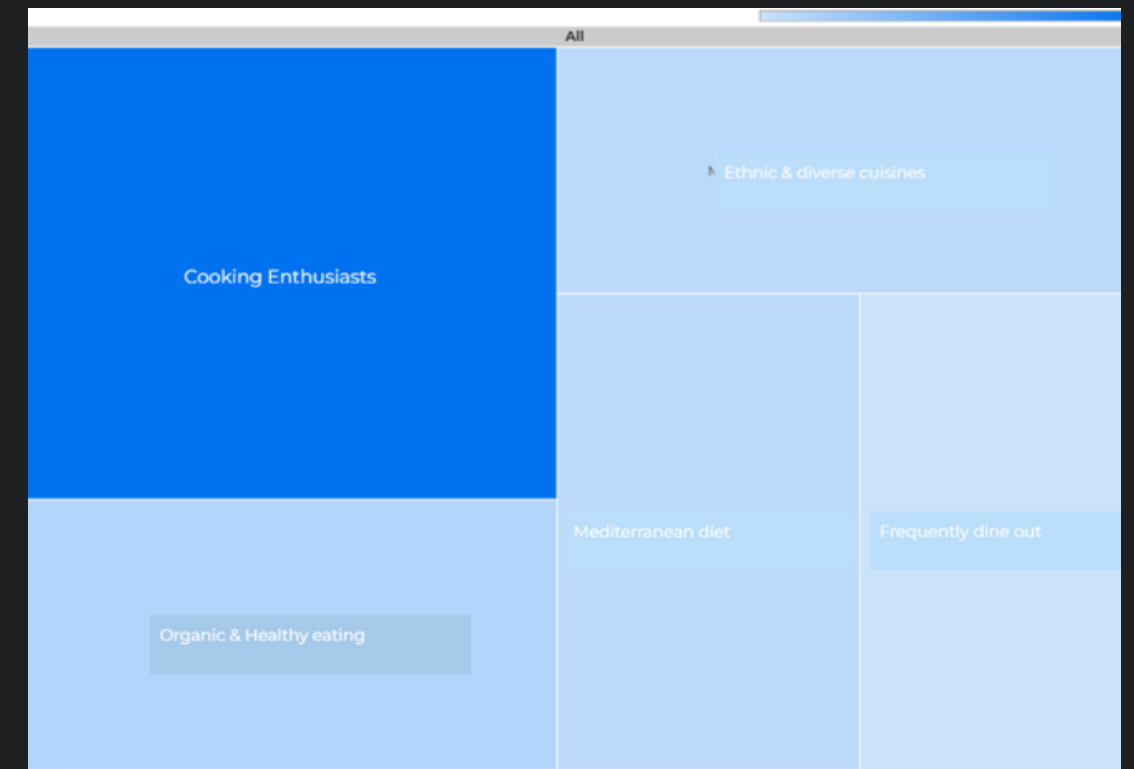 All
Ethnic & diverse cuisines
Cooking Enthusiasts
Mediterranean diet
Frequently dine out
Organic & Healthy eating